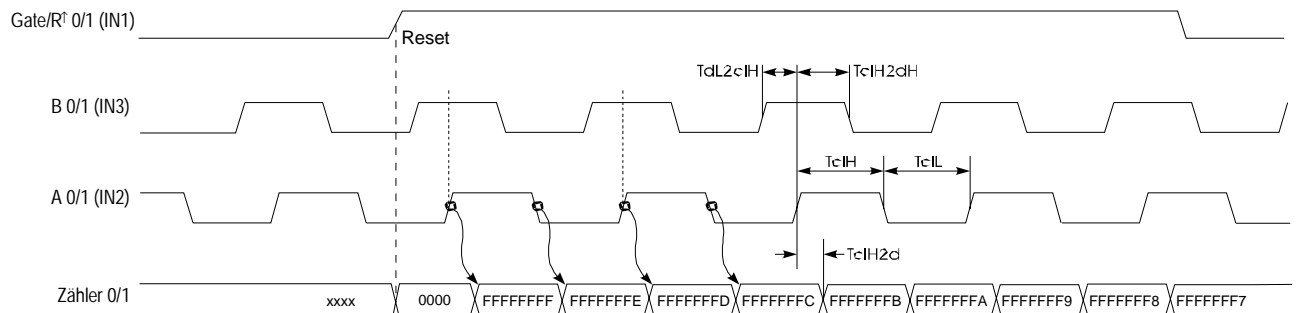 Gate/R↑ 0/1 (IN1)
Reset
TdL2clH
TclH2dH
B 0/1 (IN3)
TclH
TclL
A 0/1 (IN2)
TclH2d
Zähler 0/1
xxxx
0000
FFFFFFFF
FFFFFFFE
FFFFFFFD
FFFFFFFC
FFFFFFFB
FFFFFFFA
FFFFFFF9
FFFFFFF8
FFFFFFF7